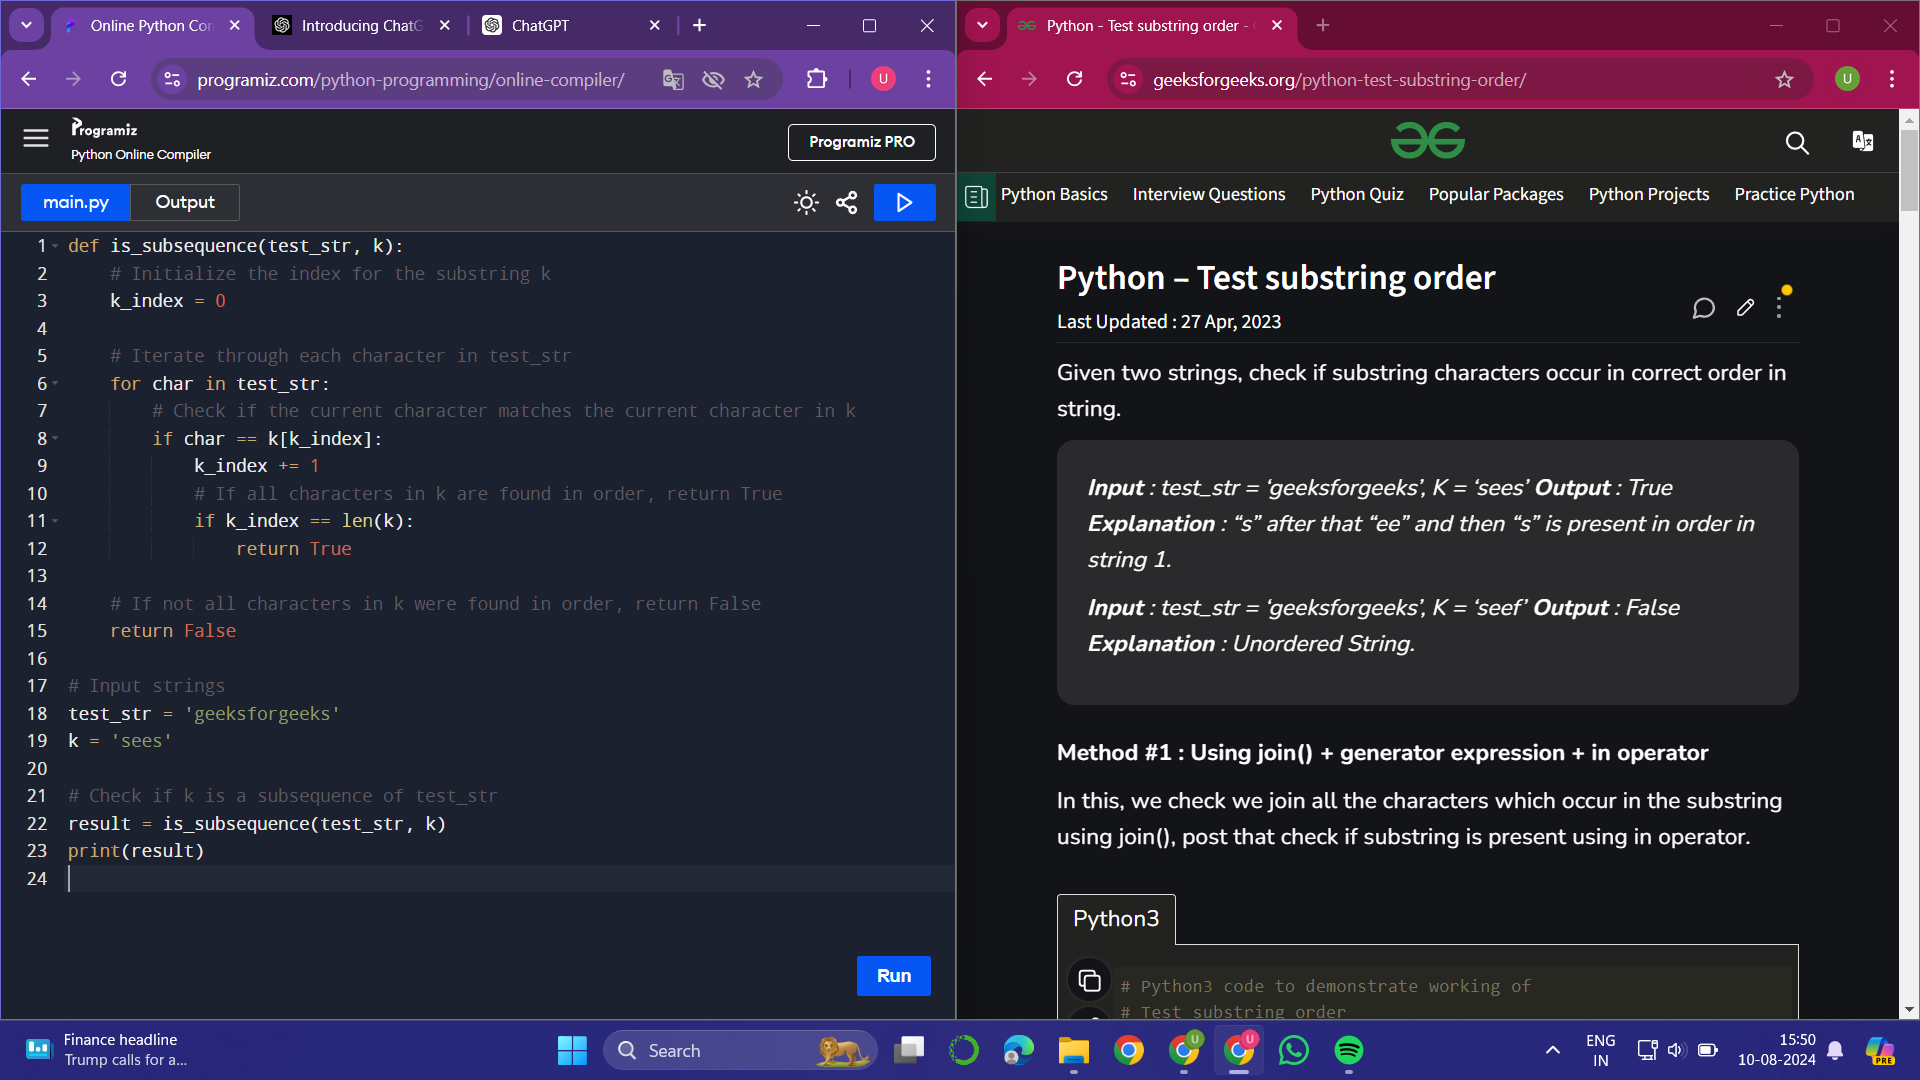 Online Python Con
Introducing ChatG
ChatGPT
programiz.com/python-programming/online-compiler/
U
Programiz
Python Online Compiler
Programiz PRO
main.py
Output
1 def is_subsequence(test_str, k):
2 # Initialize the index for the substring k
3 k_index = 0
4
5 # Iterate through each character in test_str
6 for char in test_str:
7 # Check if the current character matches the current character in k
8 if char == k[k_index]:
9 k_index += 1
10 # If all characters in k are found in order, return True
11 if k_index == len(k):
12 return True
13
14 # If not all characters in k were found in order, return False
15 return False
16
17 # Input strings
18 test_str = 'geeksforgeeks'
19 k = 'sees'
20
21 # Check if k is a subsequence of test_str
22 result = is_subsequence(test_str, k)
23 print(result)
24
Run
Python - Test substring order -
geeksforgeeks.org/python-test-substring-order/
U
Python Basics
Interview Questions
Python Quiz
Popular Packages
Python Projects
Practice Python
Python – Test substring order
Last Updated : 27 Apr, 2023
Given two strings, check if substring characters occur in correct order in
string.
Input : test_str = ‘geeksforgeeks’, K = ‘sees’ Output : True
Explanation : “s” after that “ee” and then “s” is present in order in
string 1.
Input : test_str = ‘geeksforgeeks’, K = ‘seef’ Output : False
Explanation : Unordered String.
Method #1 : Using join() + generator expression + in operator
In this, we check we join all the characters which occur in the substring
using join(), post that check if substring is present using in operator.
Python3
# Python3 code to demonstrate working of
# Test substring order
Finance headline
Trump calls for a...
Search
U
U
ENG
IN
15:50
10-08-2024
PRE